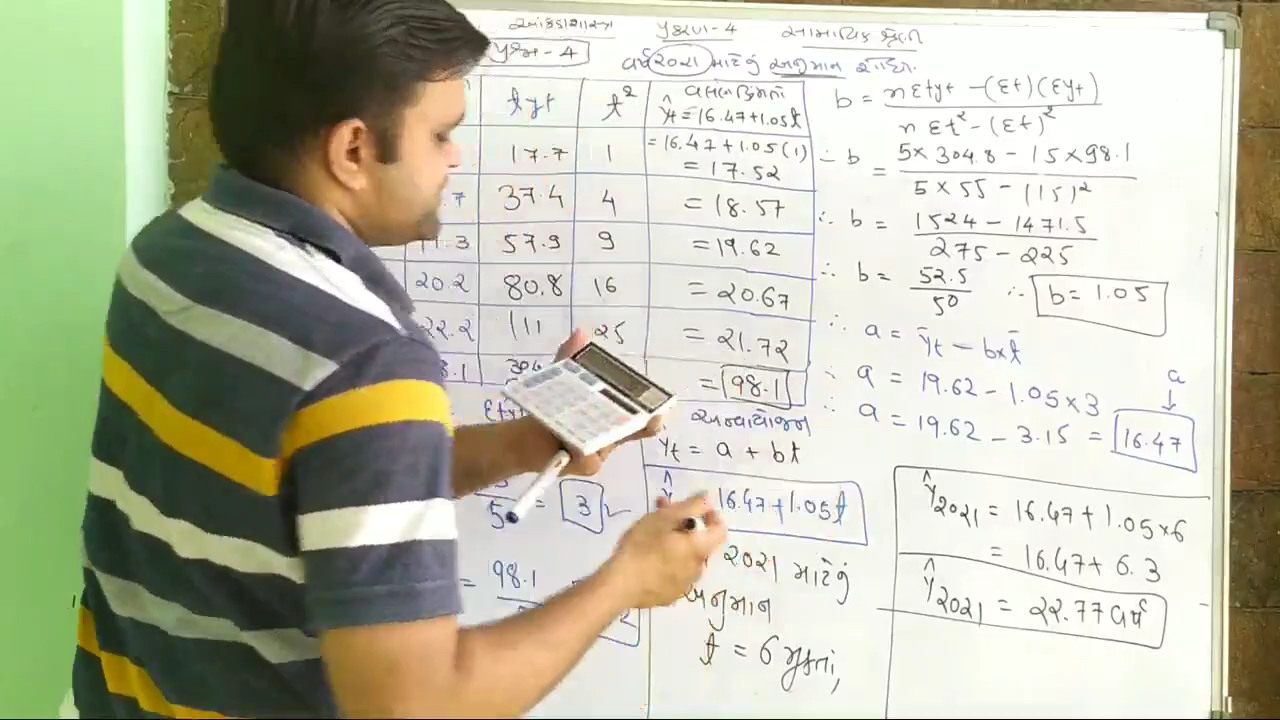 આંકડાશાસ્ત્ર પ્રકરણ-4 સામાયિક શ્રેણી
પ્રશ્ન-4 વર્ષ 2021 માટેનું અનુમાન શોધો.
tyt t²
ŷt = 16.47+1.05t
17.7 1 = 16.47+1.05(1)
= 17.52
37.4 4 = 18.57
19.3 57.9 9 = 19.62
20.2 80.8 16 = 20.67
22.2 111 25 = 21.72
= 98.1
અન્વાયોજન
yt = a + bt
16.47+1.05t
5 = 3
= 98.1
2021 માટેનું
અનુમાન
t = 6 મૂકતાં,
b = nΣtyt - (Σt)(Σyt)
nΣt² - (Σt)²
∴ b = 5×304.8 - 15×98.1
5×55 - (15)²
∴ b = 1524 - 1471.5
275 - 225
∴ b = 52.5
50
∴ b = 1.05
∴ a = ȳt - b×t̄
∴ a = 19.62 - 1.05×3
a
∴ a = 19.62 - 3.15 = 16.47
ŷ2021 = 16.47+1.05×6
= 16.47+6.3
ŷ2021 = 22.77